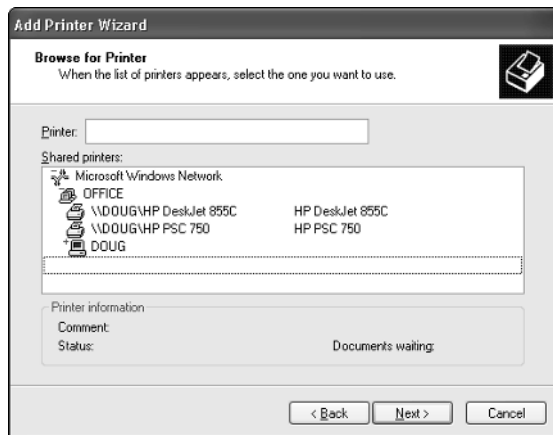 Add Printer Wizard
Browse for Printer
When the list of printers appears, select the one you want to use.
Printer:
Shared printers:
Microsoft Windows Network
OFFICE
\\DOUG\HP DeskJet 855C HP DeskJet 855C
\\DOUG\HP PSC 750 HP PSC 750
DOUG
Printer information
Comment:
Status: Documents waiting:
< Back Next > Cancel